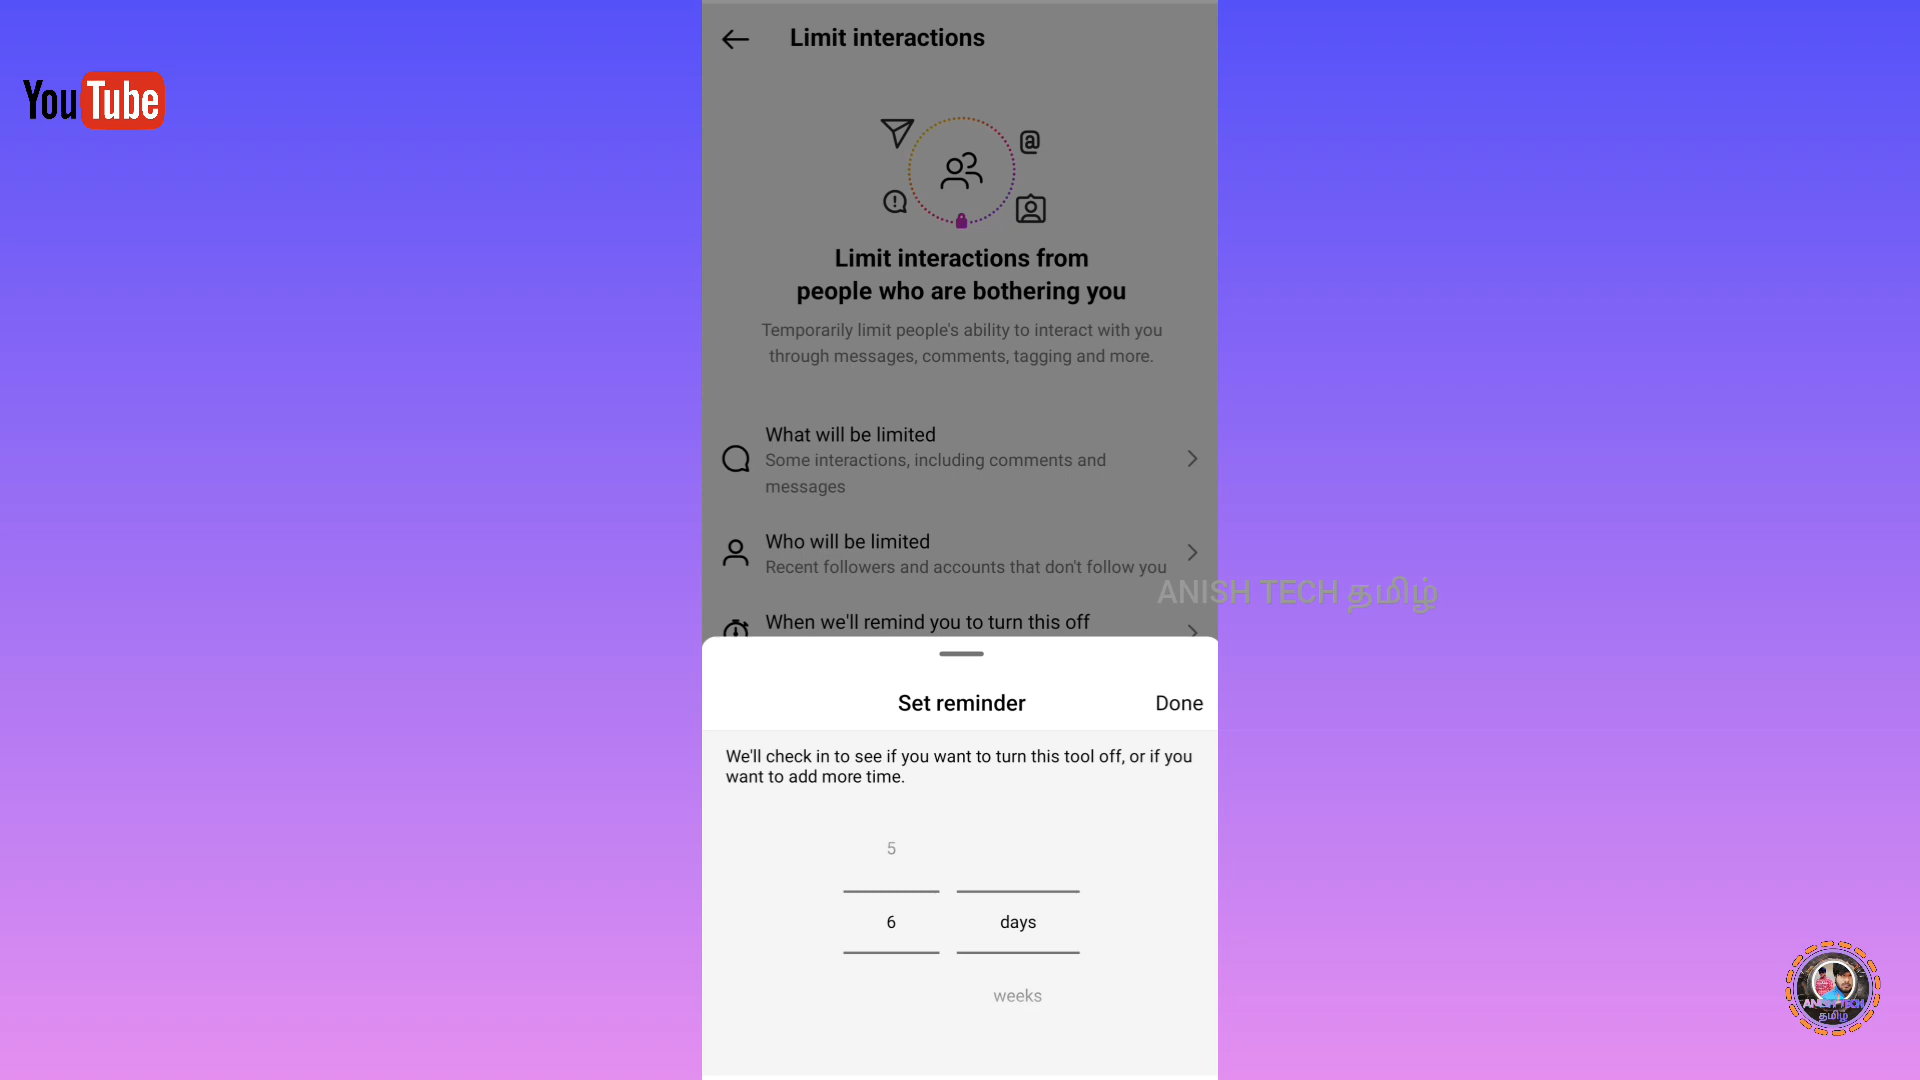 YouTube
Limit interactions
@
Limit interactions from
people who are bothering you
Temporarily limit people's ability to interact with you
through messages, comments, tagging and more.
What will be limited
Some interactions, including comments and
messages
Who will be limited
Recent followers and accounts that don't follow you
ANISH TECH தமிழ்
When we'll remind you to turn this off
Set reminder
Done
We'll check in to see if you want to turn this tool off, or if you
want to add more time.
5
6 days
weeks
ANISH TECH
தமிழ்